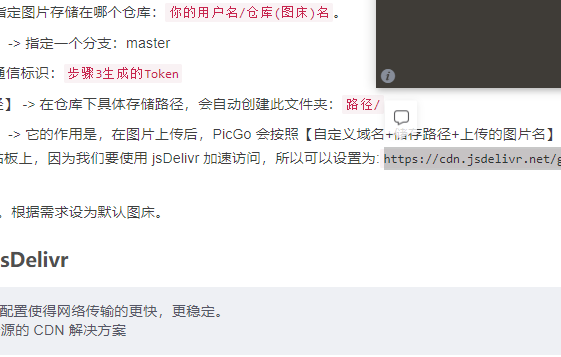 指定图片存储在哪个仓库：你的用户名/仓库(图床)名。
-> 指定一个分支：master
通信标识：步骤3生成的Token
径】 -> 在仓库下具体存储路径，会自动创建此文件夹：路径/
-> 它的作用是，在图片上传后，PicGo 会按照【自定义域名+储存路径+上传的图片名】
占板上，因为我们要使用 jsDelivr 加速访问，所以可以设置为: https://cdn.jsdelivr.net/g
，根据需求设为默认图床。
sDelivr
配置使得网络传输的更快，更稳定。
源的 CDN 解决方案